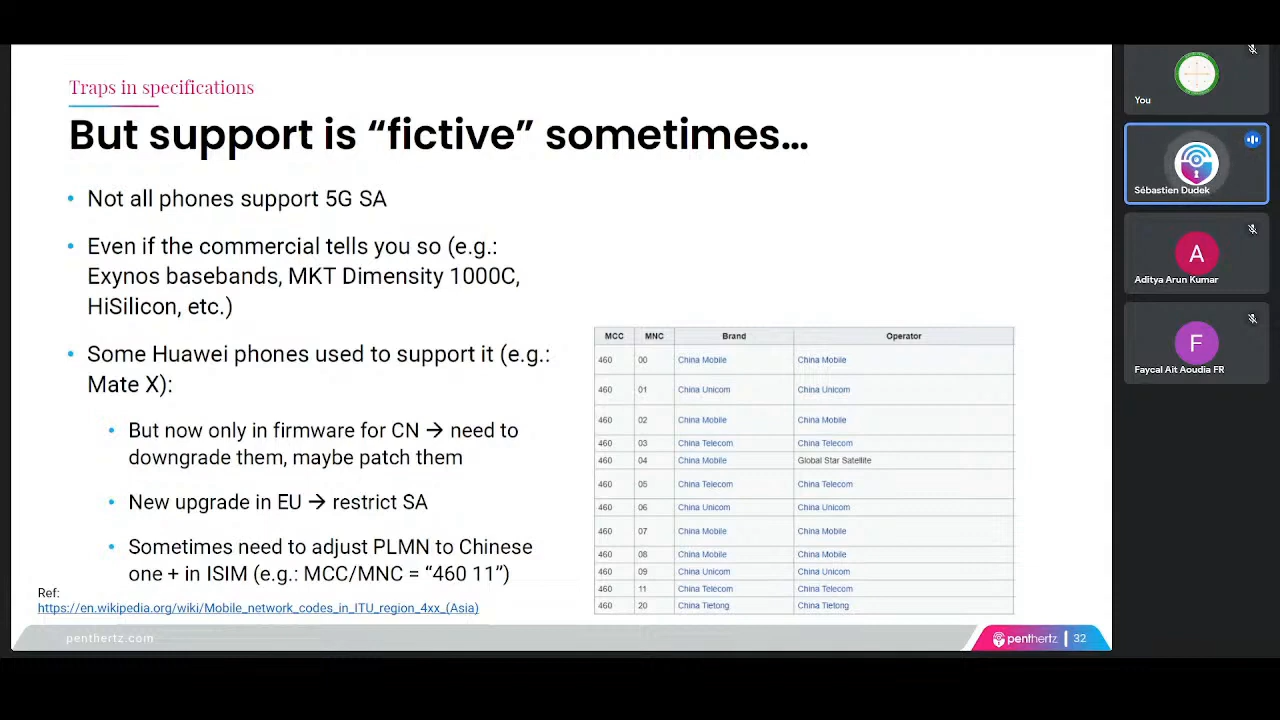 Traps in specifications
But support is “fictive” sometimes…
• Not all phones support 5G SA
• Even if the commercial tells you so (e.g.:
Exynos basebands, MKT Dimensity 1000C,
HiSilicon, etc.)
• Some Huawei phones used to support it (e.g.:
Mate X):
• But now only in firmware for CN → need to
downgrade them, maybe patch them
• New upgrade in EU → restrict SA
• Sometimes need to adjust PLMN to Chinese
one + in ISIM (e.g.: MCC/MNC = “460 11”)
Ref:
https://en.wikipedia.org/wiki/Mobile_network_codes_in_ITU_region_4xx_(Asia)
MCC MNC Brand Operator
460 00 China Mobile China Mobile
460 01 China Unicom China Unicom
460 02 China Mobile China Mobile
460 03 China Telecom China Telecom
460 04 China Mobile Global Star Satellite
460 05 China Telecom China Telecom
460 06 China Unicom China Unicom
460 07 China Mobile China Mobile
460 08 China Mobile China Mobile
460 09 China Unicom China Unicom
460 11 China Telecom China Telecom
460 20 China Tietong China Tietong
penthertz.com
penthertz | 32
You
Sébastien Dudek
A
Aditya Arun Kumar
F
Faycal Ait Aoudia FR